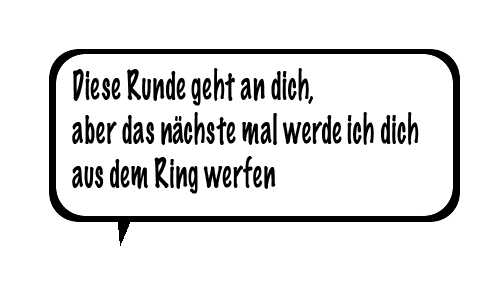 Diese Runde geht an dich,
aber das nächste mal werde ich dich
aus dem Ring werfen